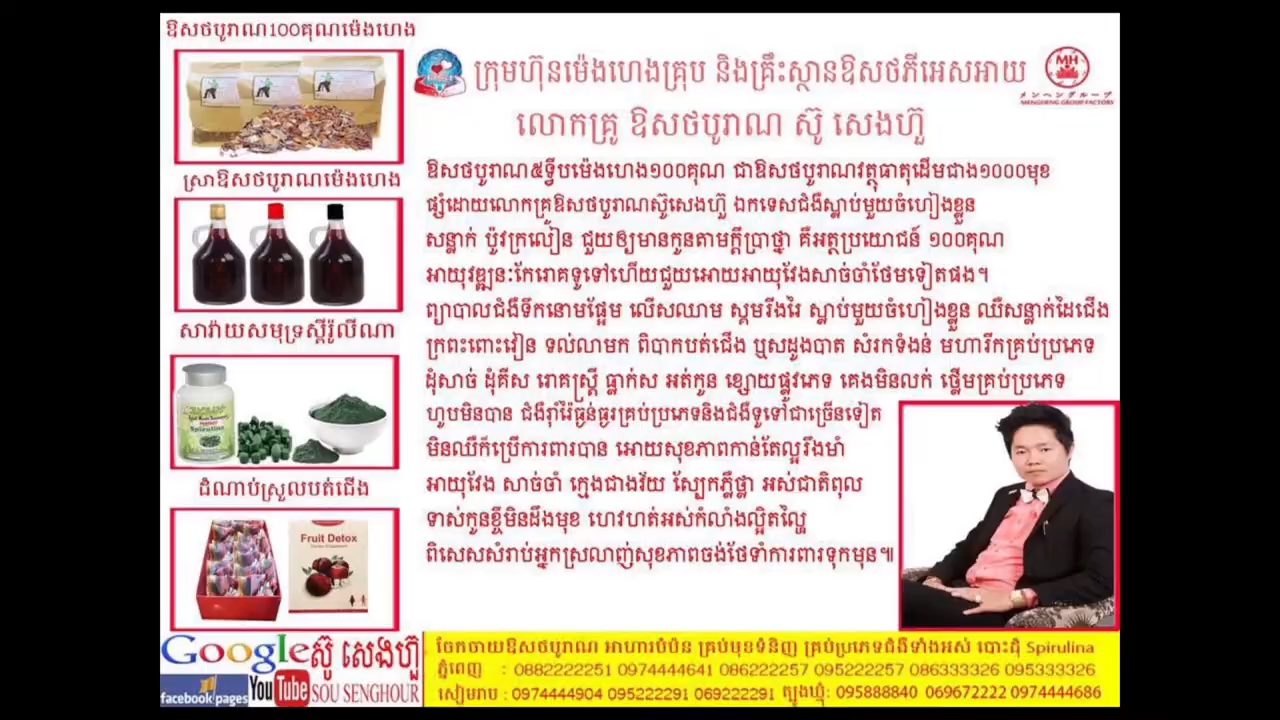 ឱសថបូរាណ100គុណម៉េងហេង
ស្រាឱសថបូរាណម៉េងហេង
សារ៉ាយសមុទ្រស្ពីរ៉ូលីណា
ដំណាប់ស្រួលបត់ជើង
Fruit Detox
ក្រុមហ៊ុនម៉េងហេងគ្រុប និងគ្រឹះស្ថានឱសថភីអេសអាយ
MH
メンヘングループ
MENGHENG GROUP FACTORY
លោកគ្រូ ឱសថបូរាណ ស៊ូ សេងហ៊ួ
ឱសថបូរាណ៥ទ្វីបម៉េងហេង១00គុណ ជាឱសថបូរាណវត្ថុធាតុដើមជាង១000មុខ
ផ្សំដោយលោកគ្រូឱសថបូរាណស៊ូសេងហ៊ួ ឯកទេសជំងឺស្លាប់មួយចំហៀងខ្លួន
សន្លាក់ ប៉ូវក្រលៀន ជួយឲ្យមានកូនតាមក្តីប្រាថ្នា គឺអត្ថប្រយោជន៍ ១00គុណ
អាយុវឌ្ឍនៈកែរោគទូទៅហើយជួយអោយអាយុវែងសាច់ចាំថែមទៀតផង។
ព្យាបាលជំងឺទឹកនោមផ្អែម លើសឈាម ស្គមរីងរៃ ស្លាប់មួយចំហៀងខ្លួន ឈឺសន្លាក់ដៃជើង
ក្រពះពោះវៀន ទល់លាមក ពិបាកបត់ជើង ឬសដូងបាត សំរកទំងន់ មហារីកគ្រប់ប្រភេទ
ដុំសាច់ ដុំគីស រោគស្ត្រី ធ្លាក់ស អត់កូន ខ្សោយផ្លូវភេទ គេងមិនលក់ ថ្លើមគ្រប់ប្រភេទ
ហូបមិនបាន ជំងឺរ៉ាំរ៉ៃធ្ងន់ធ្ងរគ្រប់ប្រភេទនិងជំងឺទូទៅជាច្រើនទៀត
មិនឈឺក៏ប្រើការពារបាន អោយសុខភាពកាន់តែល្អរឹងមាំ
អាយុវែង សាច់ចាំ ក្មេងជាងវ័យ ស្បែកភ្លឺថ្លា អស់ជាតិពុល
ទាស់កូនខ្ចីមិនដឹងមុខ ហេវហត់អស់កំលាំងល្ហិតល្ហៃ
ពិសេសសំរាប់អ្នកស្រលាញ់សុខភាពចង់ថែទាំការពារទុកមុន៕
Google
ស៊ូ សេងហ៊ួ
facebook pages
YouTube
SOU SENGHOUR
ចែកចាយឱសថបូរាណ អាហារបំប៉ន គ្រប់មុខទំនិញ គ្រប់ប្រភេទជំងឺទាំងអស់ បោះដុំ Spirulina
ភ្នំពេញ : 0882222251 0974444641 086222257 095222257 086333326 095333326
សៀមរាប : 0974444904 095222291 069222291 ត្បូងឃ្មុំ: 095888840 069672222 0974444686